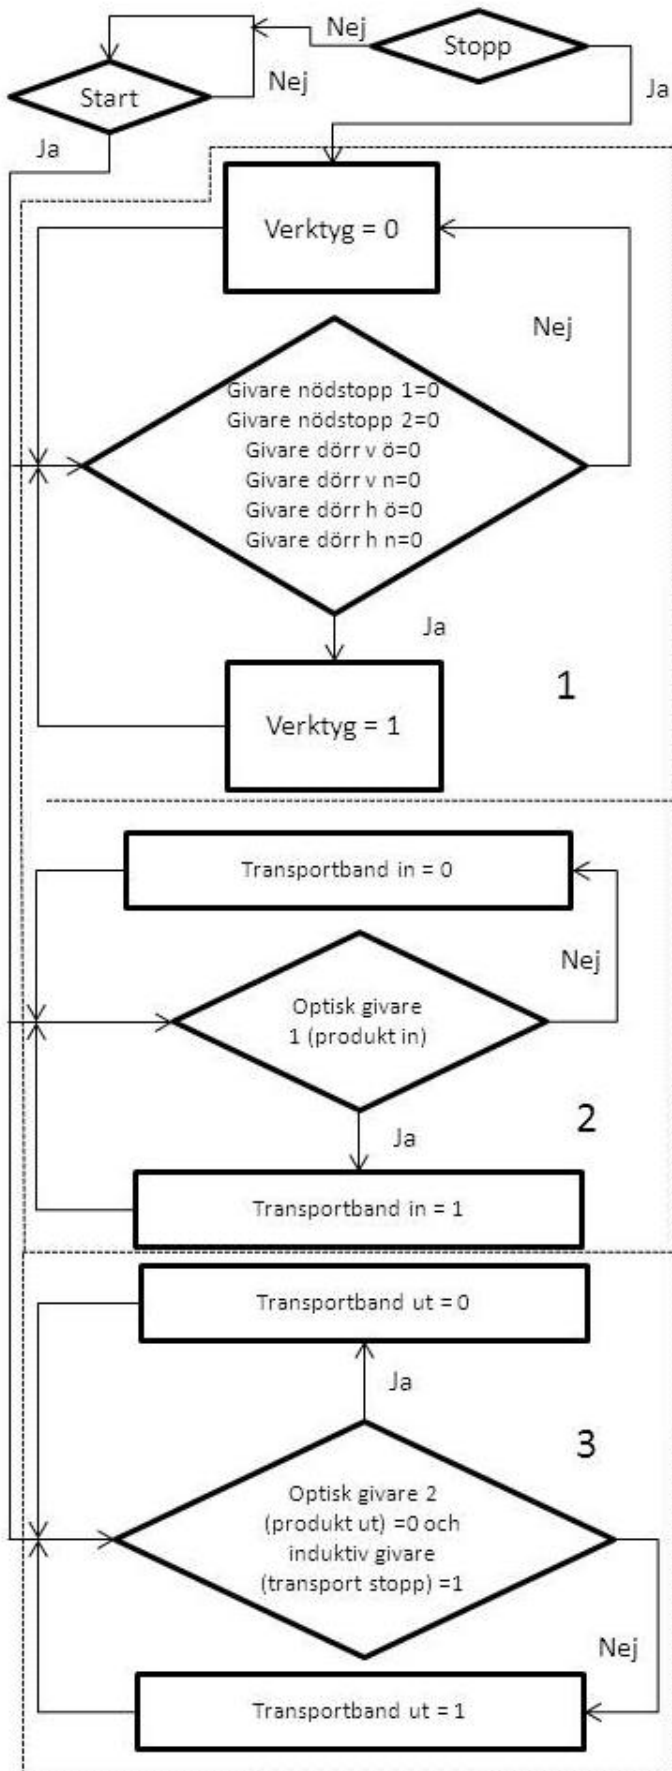 Nej
Stopp
Start
Nej
Ja
Ja
Verktyg = 0
Nej
Givare nödstopp 1=0
Givare nödstopp 2=0
Givare dörr v ö=0
Givare dörr v n=0
Givare dörr h ö=0
Givare dörr h n=0
Ja
1
Verktyg = 1
Transportband in = 0
Nej
Optisk givare
1 (produkt in)
2
Ja
Transportband in = 1
Transportband ut = 0
Ja
3
Optisk givare 2
(produkt ut) =0 och
induktiv givare
(transport stopp) =1
Nej
Transportband ut = 1